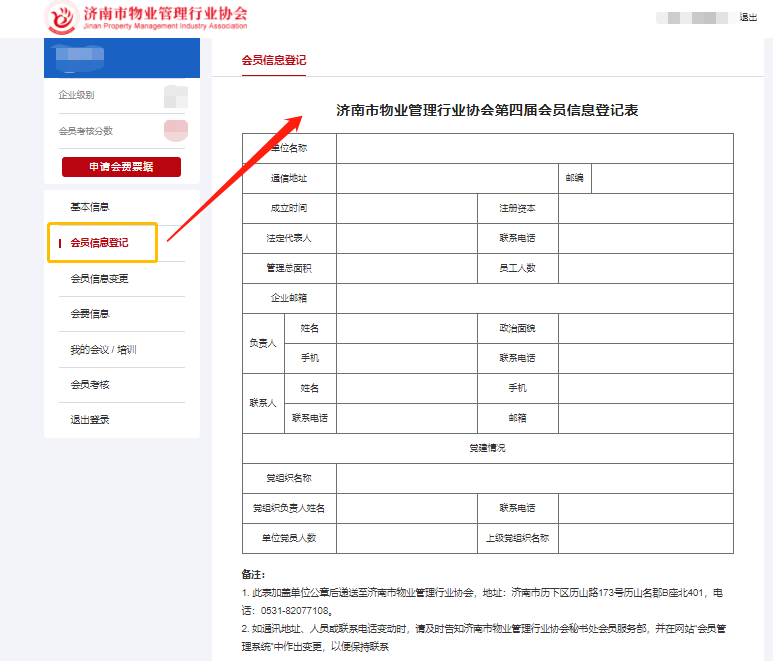 济南市物业管理行业协会
Jinan Property Management Industry Association
退出
企业级别
会员考核分数
申请会费票据
基本信息
会员信息登记
会员信息变更
会费信息
我的会议 / 培训
会员考核
退出登录
会员信息登记
济南市物业管理行业协会第四届会员信息登记表
单位名称
通信地址 邮编
成立时间 注册资本
法定代表人 联系电话
管理总面积 员工人数
企业邮箱
负责人 姓名 政治面貌
手机 联系电话
联系人 姓名 手机
联系电话 邮箱
党建情况
党组织名称
党组织负责人姓名 联系电话
单位党员人数 上级党组织名称
备注：
1. 此表加盖单位公章后递送至济南市物业管理行业协会，地址：济南市历下区历山路173号历山名郡B座北401，电
话：0531-82077108。
2. 如通讯地址、人员或联系电话变动时，请及时告知济南市物业管理行业协会秘书处会员服务部，并在网站“会员管
理系统”中作出变更，以便保持联系